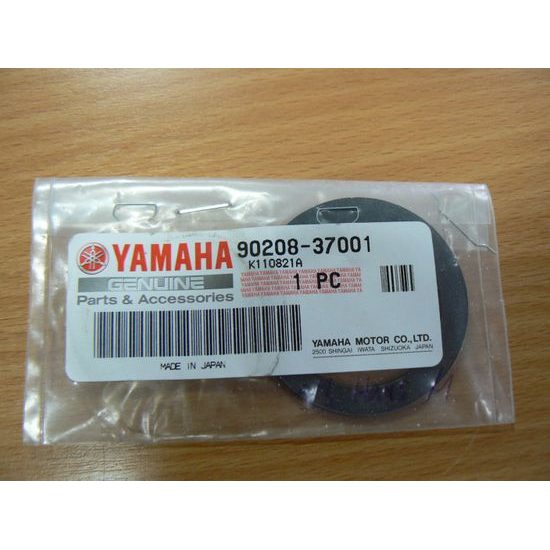 YAMAHA 90208-37001
K110821A
GENUINE
Parts & Accessories
1 PC
YAMAHA MOTOR CO.,LTD.
2500 SHINGAI IWATA SHIZUOKA JAPAN
MADE IN JAPAN